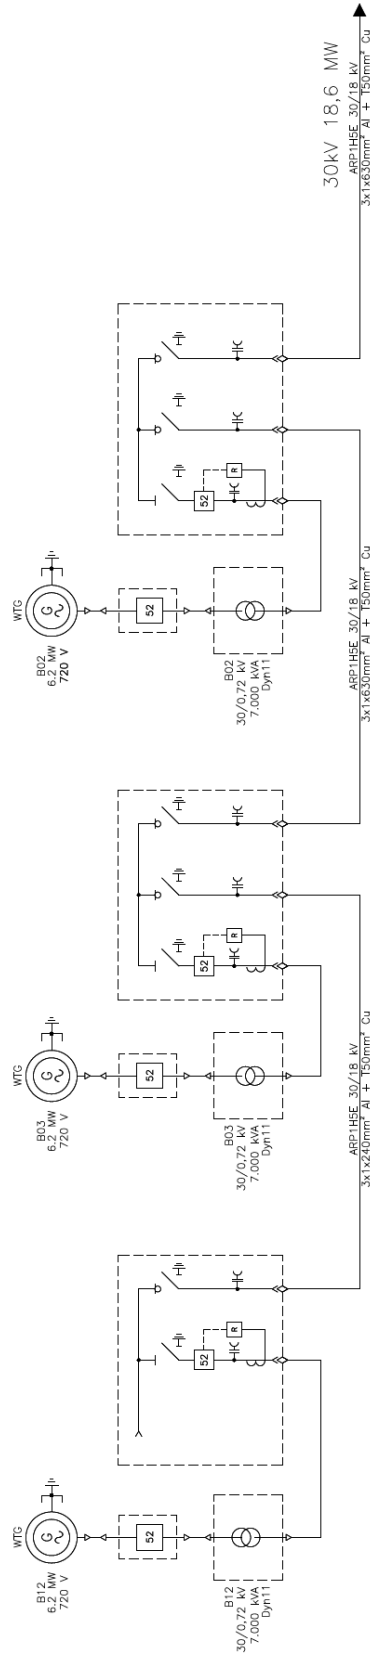 30kV 18,6 MW
ARP1H5E 30/18 kV
3x1x630mm² Al + T50mm² Cu
WTG
G
B02
6.2 MW
720 V
52
B02
30/0,72 kV
7.000 kVA
Dyn11
52
R
ARP1H5E 30/18 kV
3x1x630mm² Al + T50mm² Cu
WTG
G
B03
6.2 MW
720 V
52
B03
30/0,72 kV
7.000 kVA
Dyn11
52
R
ARP1H5E 30/18 kV
3x1x240mm² Al + T50mm² Cu
WTG
G
B12
6.2 MW
720 V
52
B12
30/0,72 kV
7.000 kVA
Dyn11
52
R